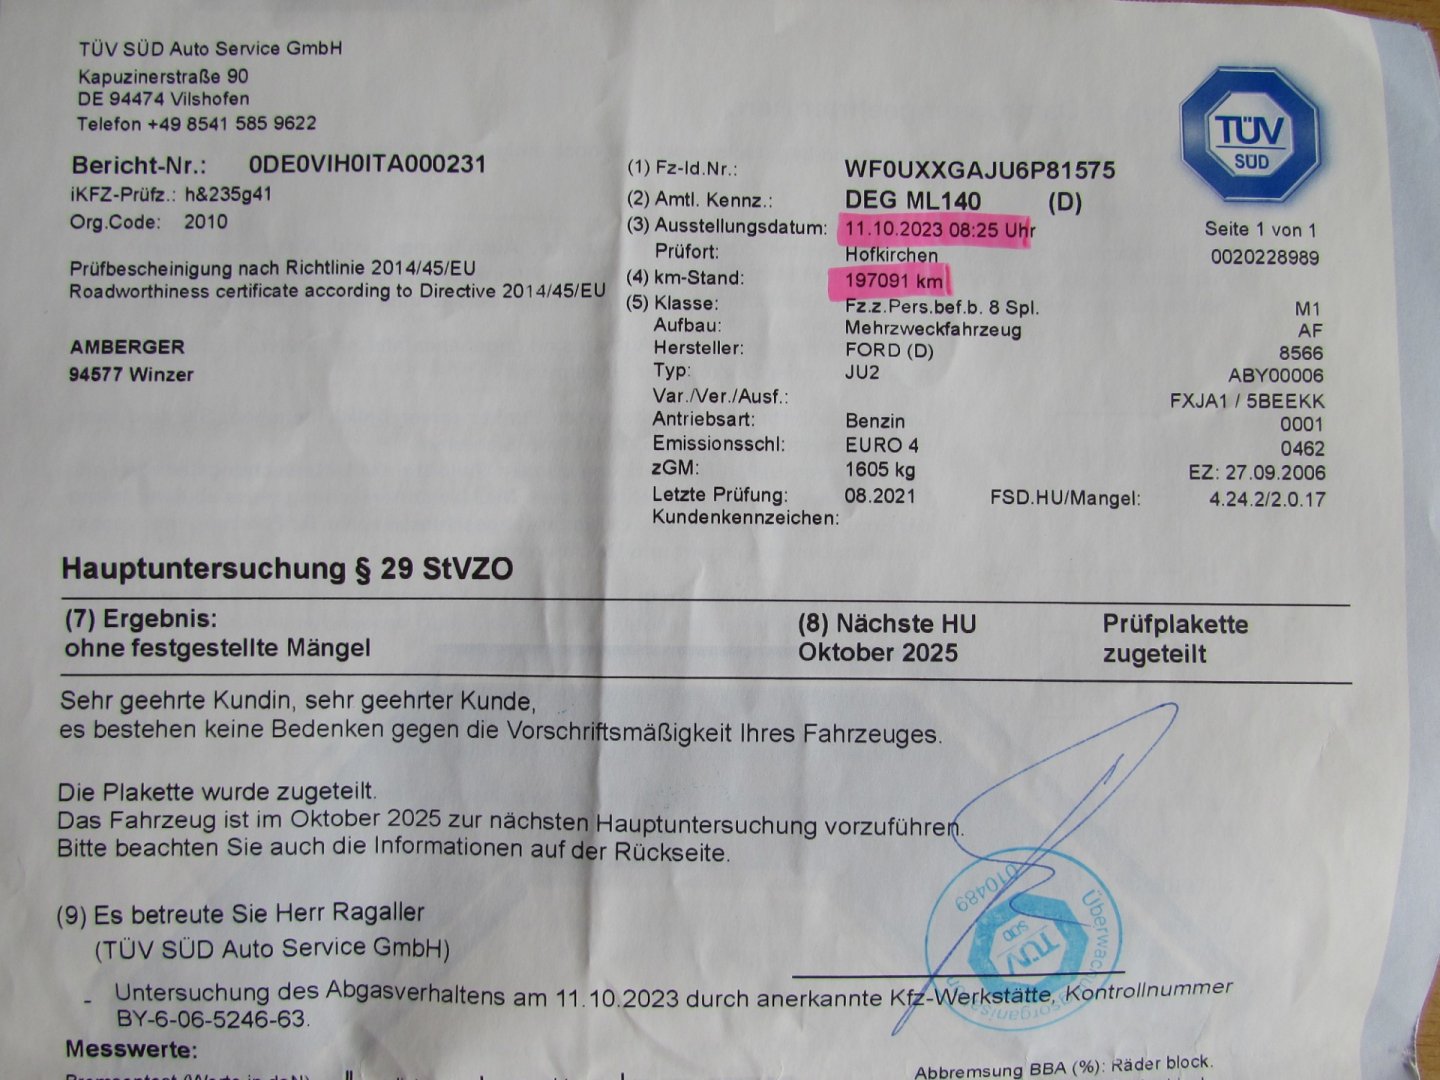 TÜV SÜD Auto Service GmbH
Kapuzinerstraße 90
DE 94474 Vilshofen
Telefon +49 8541 585 9622
Bericht-Nr.: 0DE0VIH0ITA000231
iKFZ-Prüfz.: h&235g41
Org.Code: 2010
Prüfbescheinigung nach Richtlinie 2014/45/EU
Roadworthiness certificate according to Directive 2014/45/EU
AMBERGER
94577 Winzer
TÜV
SÜD
Seite 1 von 1
0020228989
(1) Fz-Id.Nr.: WF0UXXGAJU6P81575
(2) Amtl. Kennz.: DEG ML140 (D)
(3) Ausstellungsdatum: 11.10.2023 08:25 Uhr
Prüfort: Hofkirchen
(4) km-Stand: 197091 km
(5) Klasse: Fz.z.Pers.bef.b. 8 Spl. M1
Aufbau: Mehrzweckfahrzeug AF
Hersteller: FORD (D) 8566
Typ: JU2 ABY00006
Var./Ver./Ausf.: FXJA1 / 5BEEKK
Antriebsart: Benzin 0001
Emissionsschl: EURO 4 0462
zGM: 1605 kg EZ: 27.09.2006
Letzte Prüfung: 08.2021 FSD.HU/Mangel: 4.24.2/2.0.17
Kundenkennzeichen:
Hauptuntersuchung § 29 StVZO
(7) Ergebnis: (8) Nächste HU Prüfplakette
ohne festgestellte Mängel Oktober 2025 zugeteilt
Sehr geehrte Kundin, sehr geehrter Kunde,
es bestehen keine Bedenken gegen die Vorschriftsmäßigkeit Ihres Fahrzeuges.
Die Plakette wurde zugeteilt.
Das Fahrzeug ist im Oktober 2025 zur nächsten Hauptuntersuchung vorzuführen.
Bitte beachten Sie auch die Informationen auf der Rückseite.
(9) Es betreute Sie Herr Ragaller
(TÜV SÜD Auto Service GmbH)
010489
TÜV
SÜD
- Untersuchung des Abgasverhaltens am 11.10.2023 durch anerkannte Kfz-Werkstätte, Kontrollnummer
BY-6-06-5246-63.
Messwerte:
Abbremsung BBA (%): Räder block.